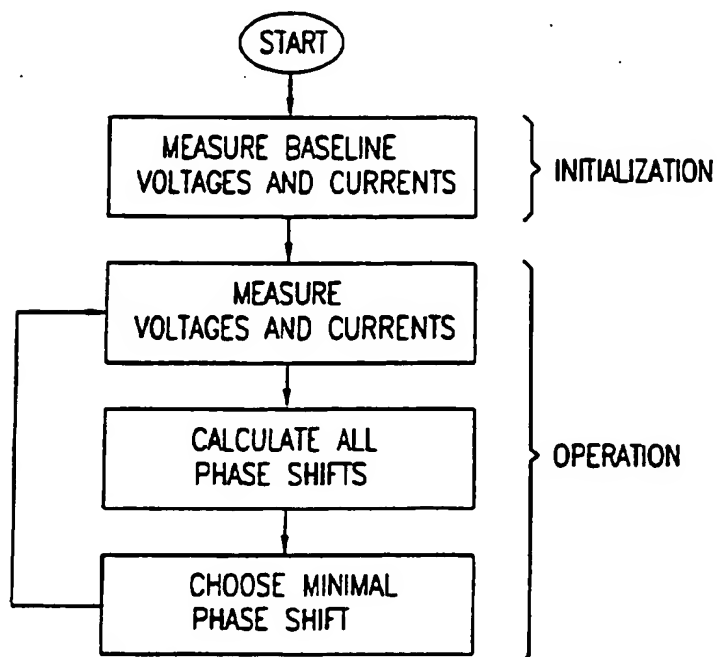 START
MEASURE BASELINE
VOLTAGES AND CURRENTS
INITIALIZATION
MEASURE
VOLTAGES AND CURRENTS
CALCULATE ALL
PHASE SHIFTS
OPERATION
CHOOSE MINIMAL
PHASE SHIFT